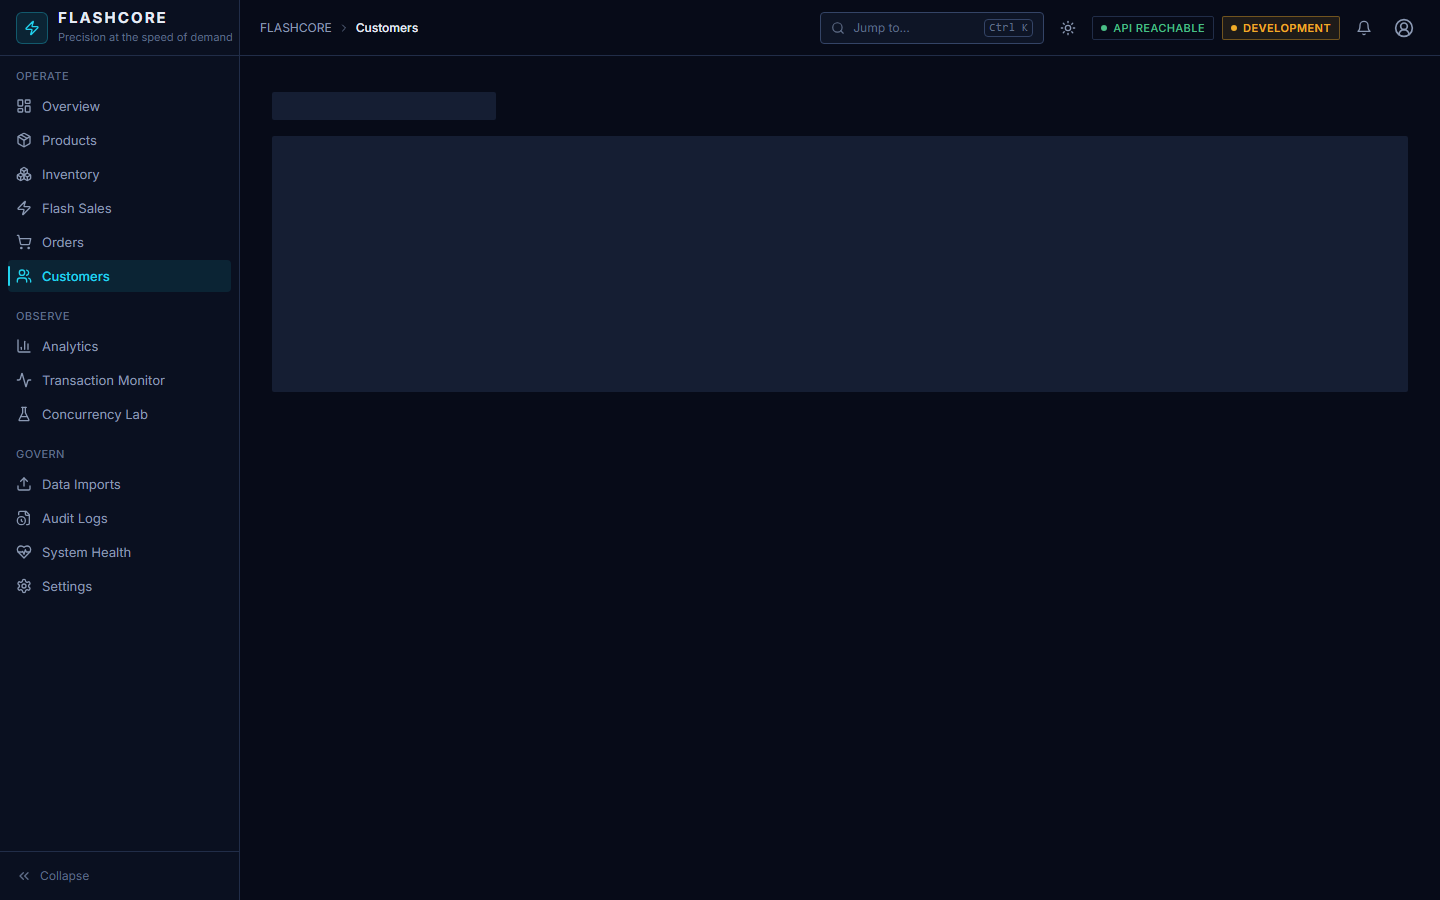 FLASHCORE
Precision at the speed of demand
FLASHCORE > Customers
Jump to...
Ctrl K
API REACHABLE
DEVELOPMENT
OPERATE
Overview
Products
Inventory
Flash Sales
Orders
Customers
OBSERVE
Analytics
Transaction Monitor
Concurrency Lab
GOVERN
Data Imports
Audit Logs
System Health
Settings
Collapse